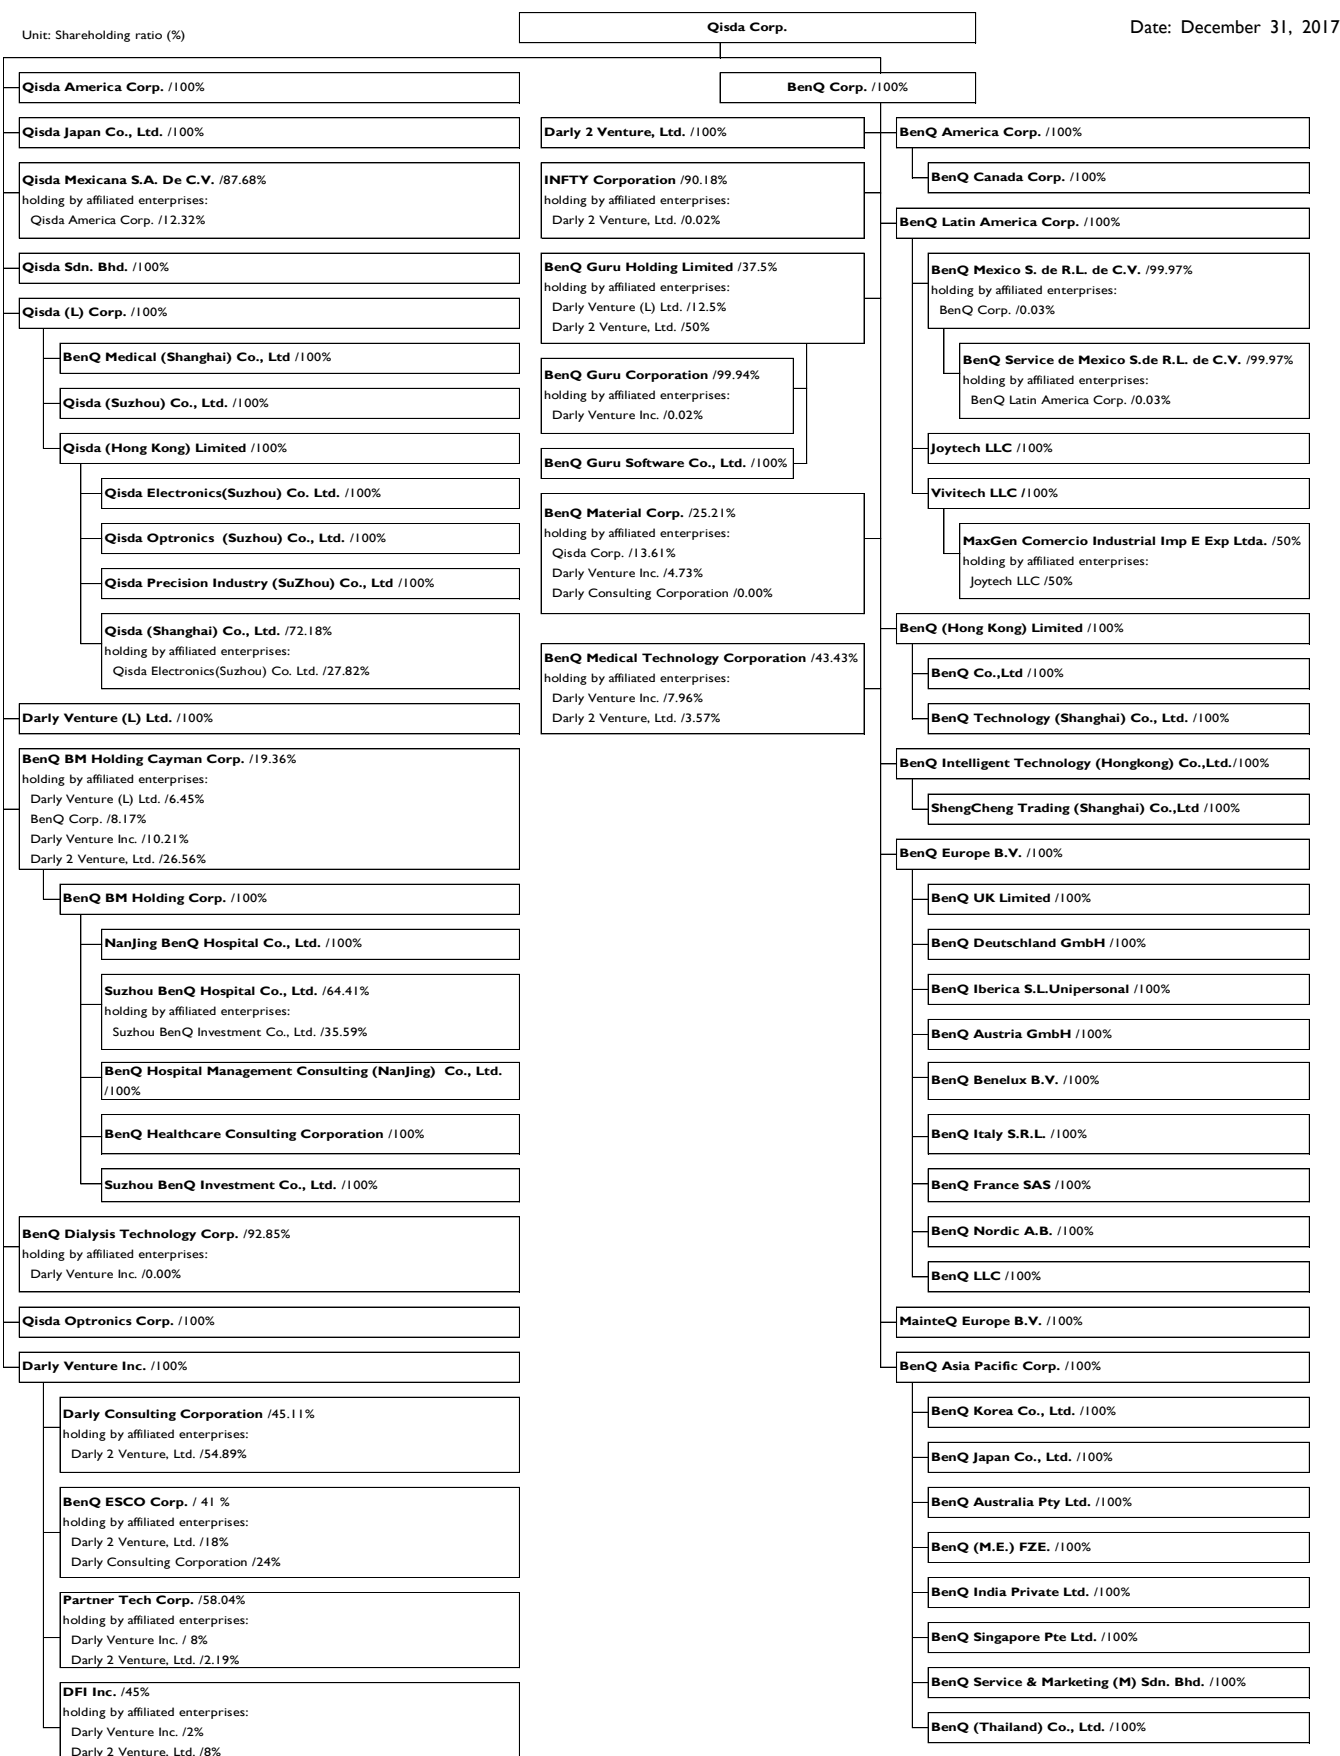 Unit: Shareholding ratio (%)
Qisda Corp.
Date: December 31, 2017
Qisda America Corp. /100%
Qisda Japan Co., Ltd. /100%
Qisda Mexicana S.A. De C.V. /87.68%
holding by affiliated enterprises:
Qisda America Corp. /12.32%
Qisda Sdn. Bhd. /100%
Qisda (L) Corp. /100%
BenQ Medical (Shanghai) Co., Ltd /100%
Qisda (Suzhou) Co., Ltd. /100%
Qisda (Hong Kong) Limited /100%
Qisda Electronics(Suzhou) Co. Ltd. /100%
Qisda Optronics (Suzhou) Co., Ltd. /100%
Qisda Precision Industry (SuZhou) Co., Ltd /100%
Qisda (Shanghai) Co., Ltd. /72.18%
holding by affiliated enterprises:
Qisda Electronics(Suzhou) Co. Ltd. /27.82%
Darly Venture (L) Ltd. /100%
BenQ BM Holding Cayman Corp. /19.36%
holding by affiliated enterprises:
Darly Venture (L) Ltd. /6.45%
BenQ Corp. /8.17%
Darly Venture Inc. /10.21%
Darly 2 Venture, Ltd. /26.56%
BenQ BM Holding Corp. /100%
NanJing BenQ Hospital Co., Ltd. /100%
Suzhou BenQ Hospital Co., Ltd. /64.41%
holding by affiliated enterprises:
Suzhou BenQ Investment Co., Ltd. /35.59%
BenQ Hospital Management Consulting (NanJing) Co., Ltd.
/100%
BenQ Healthcare Consulting Corporation /100%
Suzhou BenQ Investment Co., Ltd. /100%
BenQ Dialysis Technology Corp. /92.85%
holding by affiliated enterprises:
Darly Venture Inc. /0.00%
Qisda Optronics Corp. /100%
Darly Venture Inc. /100%
Darly Consulting Corporation /45.11%
holding by affiliated enterprises:
Darly 2 Venture, Ltd. /54.89%
BenQ ESCO Corp. / 41 %
holding by affiliated enterprises:
Darly 2 Venture, Ltd. /18%
Darly Consulting Corporation /24%
Partner Tech Corp. /58.04%
holding by affiliated enterprises:
Darly Venture Inc. / 8%
Darly 2 Venture, Ltd. /2.19%
DFI Inc. /45%
holding by affiliated enterprises:
Darly Venture Inc. /2%
Darly 2 Venture, Ltd. /8%
BenQ Corp. /100%
Darly 2 Venture, Ltd. /100%
INFTY Corporation /90.18%
holding by affiliated enterprises:
Darly 2 Venture, Ltd. /0.02%
BenQ Guru Holding Limited /37.5%
holding by affiliated enterprises:
Darly Venture (L) Ltd. /12.5%
Darly 2 Venture, Ltd. /50%
BenQ Guru Corporation /99.94%
holding by affiliated enterprises:
Darly Venture Inc. /0.02%
BenQ Guru Software Co., Ltd. /100%
BenQ Material Corp. /25.21%
holding by affiliated enterprises:
Qisda Corp. /13.61%
Darly Venture Inc. /4.73%
Darly Consulting Corporation /0.00%
BenQ Medical Technology Corporation /43.43%
holding by affiliated enterprises:
Darly Venture Inc. /7.96%
Darly 2 Venture, Ltd. /3.57%
BenQ America Corp. /100%
BenQ Canada Corp. /100%
BenQ Latin America Corp. /100%
BenQ Mexico S. de R.L. de C.V. /99.97%
holding by affiliated enterprises:
BenQ Corp. /0.03%
BenQ Service de Mexico S.de R.L. de C.V. /99.97%
holding by affiliated enterprises:
BenQ Latin America Corp. /0.03%
Joytech LLC /100%
Vivitech LLC /100%
MaxGen Comercio Industrial Imp E Exp Ltda. /50%
holding by affiliated enterprises:
Joytech LLC /50%
BenQ (Hong Kong) Limited /100%
BenQ Co.,Ltd /100%
BenQ Technology (Shanghai) Co., Ltd. /100%
BenQ Intelligent Technology (Hongkong) Co.,Ltd./100%
ShengCheng Trading (Shanghai) Co.,Ltd /100%
BenQ Europe B.V. /100%
BenQ UK Limited /100%
BenQ Deutschland GmbH /100%
BenQ Iberica S.L.Unipersonal /100%
BenQ Austria GmbH /100%
BenQ Benelux B.V. /100%
BenQ Italy S.R.L. /100%
BenQ France SAS /100%
BenQ Nordic A.B. /100%
BenQ LLC /100%
MainteQ Europe B.V. /100%
BenQ Asia Pacific Corp. /100%
BenQ Korea Co., Ltd. /100%
BenQ Japan Co., Ltd. /100%
BenQ Australia Pty Ltd. /100%
BenQ (M.E.) FZE. /100%
BenQ India Private Ltd. /100%
BenQ Singapore Pte Ltd. /100%
BenQ Service & Marketing (M) Sdn. Bhd. /100%
BenQ (Thailand) Co., Ltd. /100%